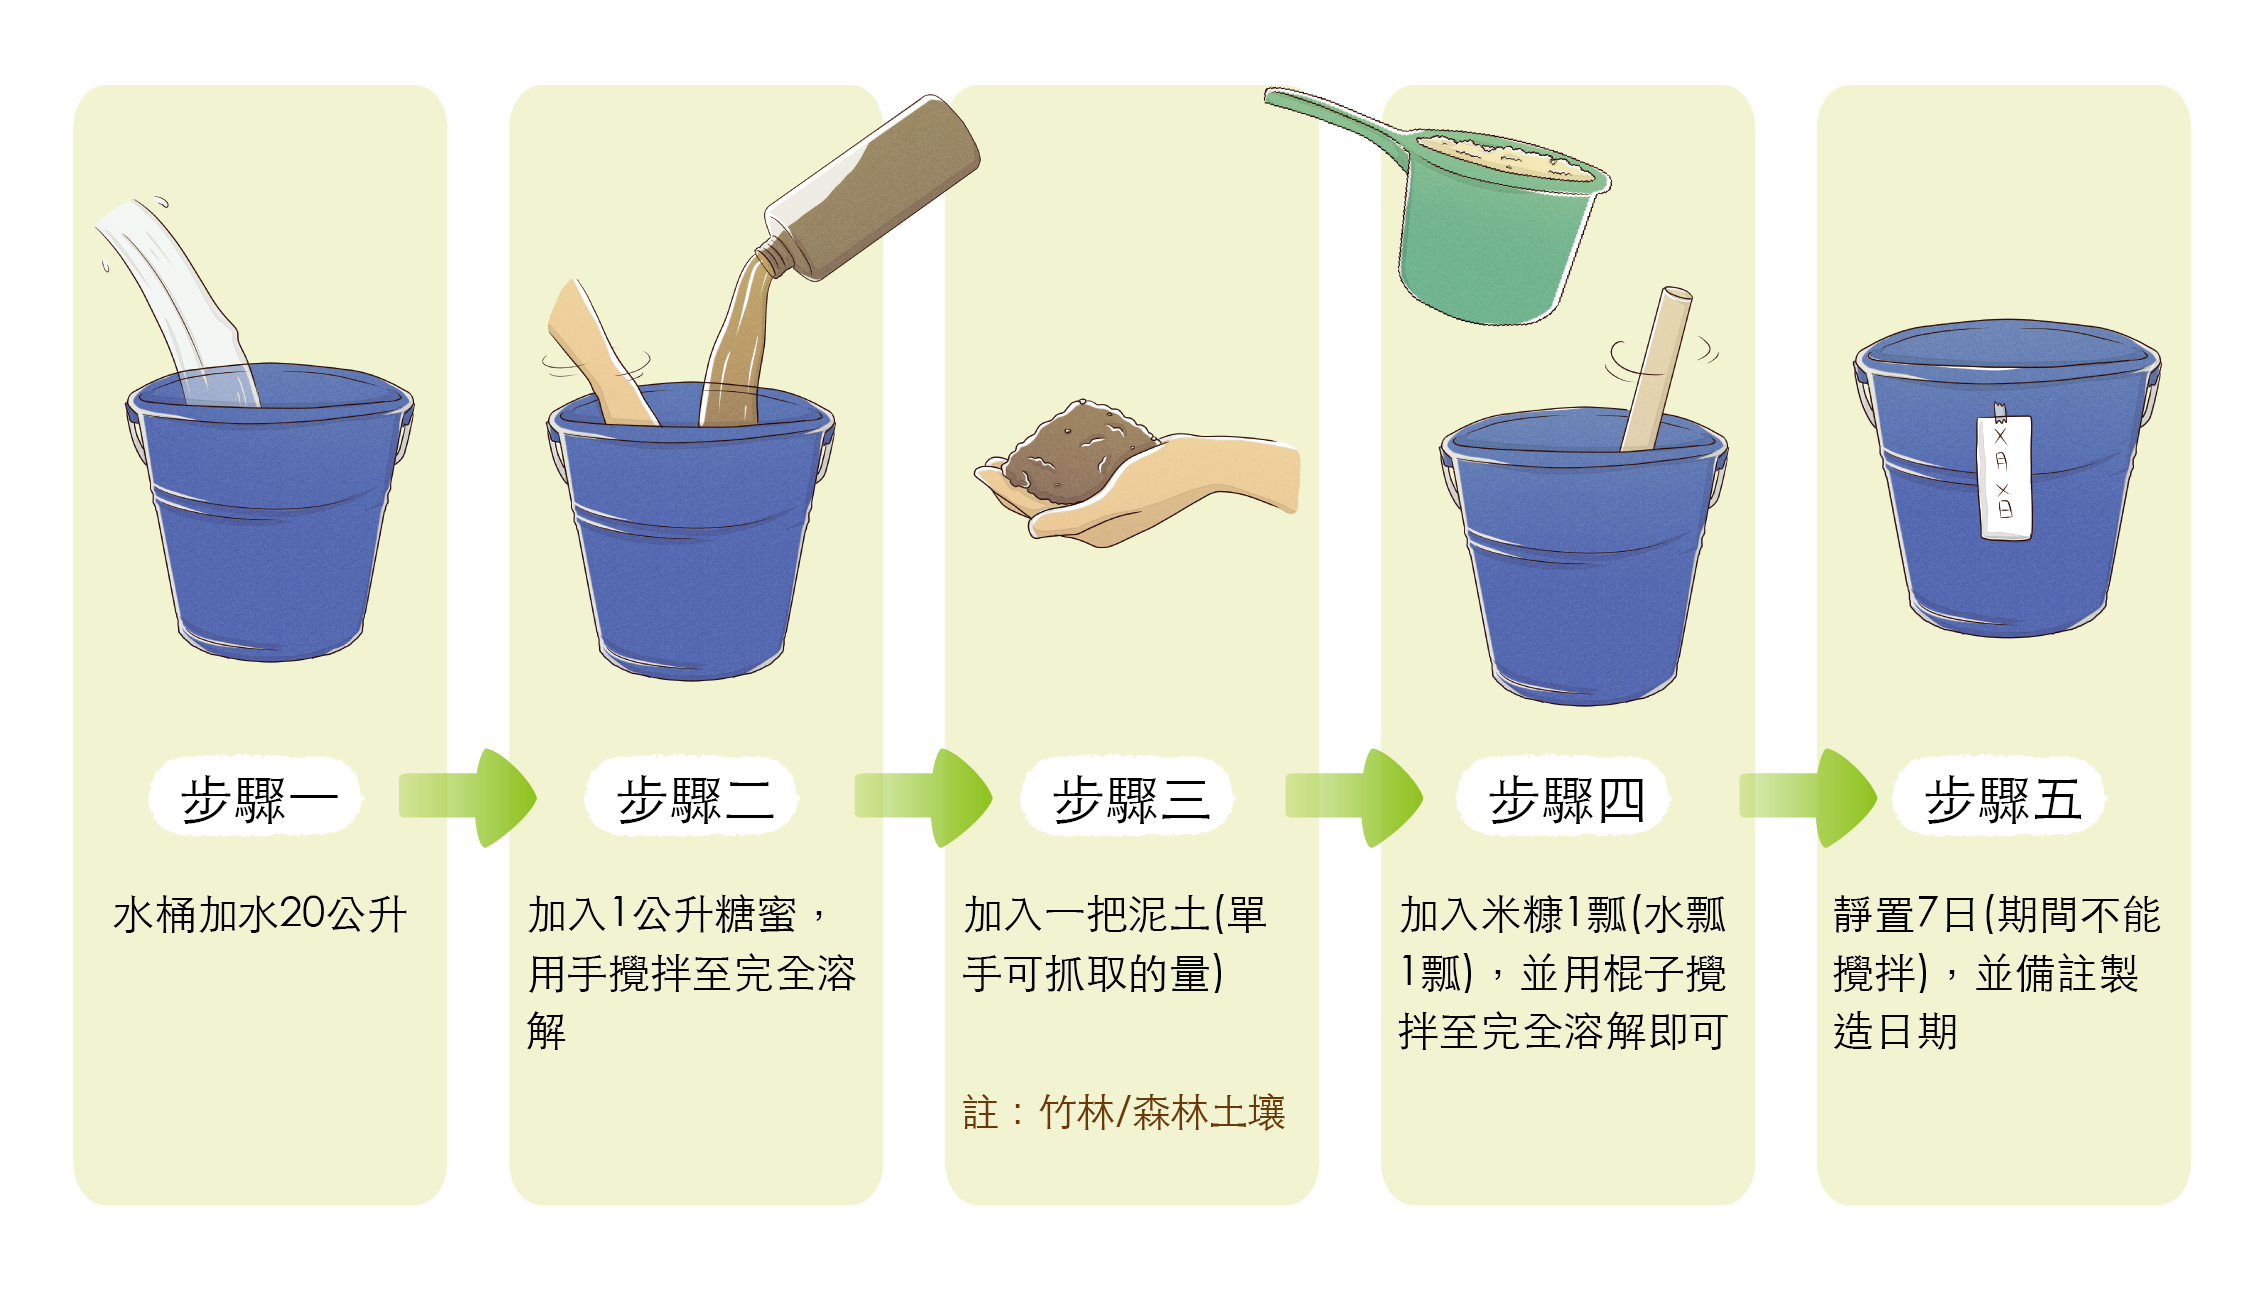 步驟一
水桶加水20公升
步驟二
加入1公升糖蜜，
用手攪拌至完全溶
解
步驟三
加入一把泥土(單
手可抓取的量)
註：竹林/森林土壤
步驟四
加入米糠1瓢(水瓢
1瓢)，並用棍子攪
拌至完全溶解即可
X
月
X
日
步驟五
靜置7日(期間不能
攪拌)，並備註製
造日期